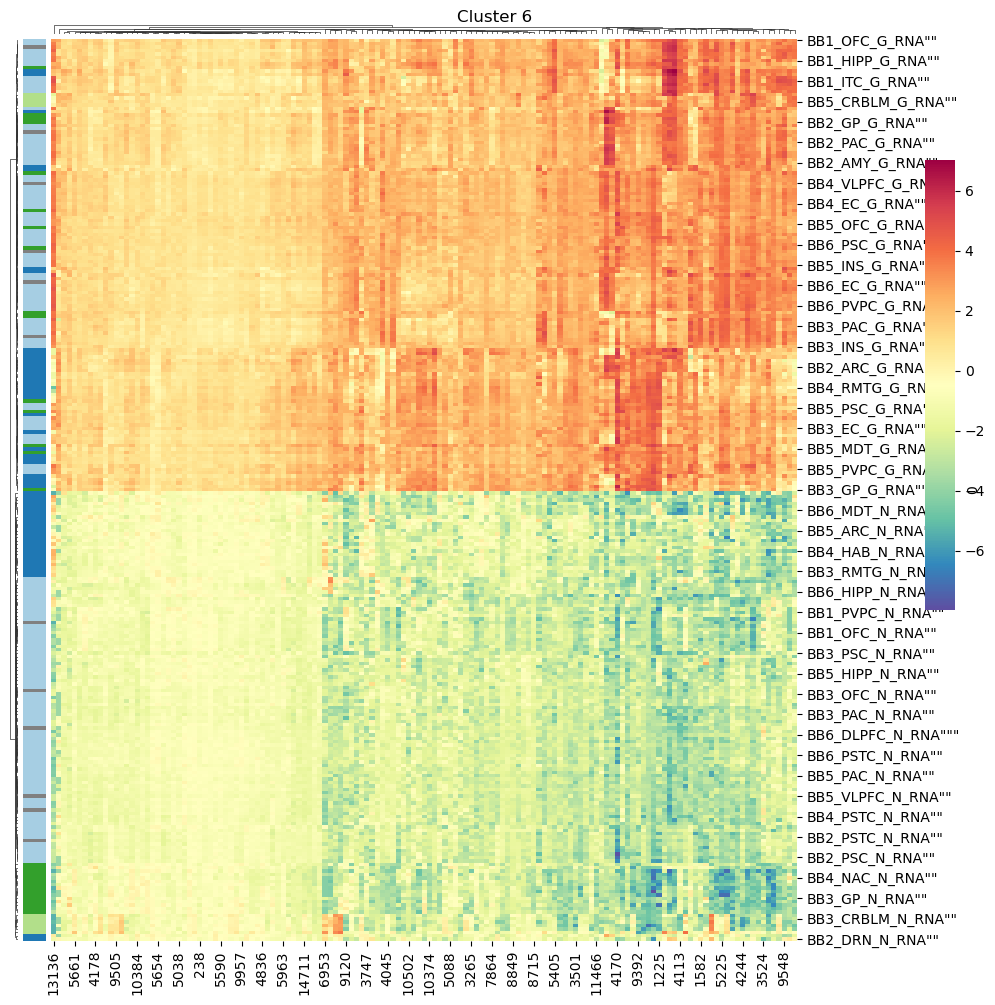 Cluster 6
BB1_OFC_G_RNA""
BB1_HIPP_G_RNA""
BB1_ITC_G_RNA""
BB5_CRBLM_G_RNA""
BB2_GP_G_RNA""
BB2_PAC_G_RNA""
BB2_AMY_G_RNA""
BB4_VLPFC_G_RN
BB4_EC_G_RNA"
BB5_OFC_G_RNA
BB6_PSC_G_RNA"
BB5_INS_G_RNA"
BB6_EC_G_RNA"
BB6_PVPC_G_RNA
BB3_PAC_G_RNA
BB3_INS_G_RNA"
BB2_ARC_G_RNA
BB4_RMTG_G_RN
BB5_PSC_G_RNA"
BB3_EC_G_RNA"
BB5_MDT_G_RNA
BB5_PVPC_G_RNA
BB3_GP_G_RNA""
BB6_MDT_N_RNA
BB5_ARC_N_RNA
BB4_HAB_N_RNA
BB3_RMTG_N_RN
BB6_HIPP_N_RNA
BB1_PVPC_N_RNA""
BB1_OFC_N_RNA""
BB3_PSC_N_RNA""
BB5_HIPP_N_RNA""
BB3_OFC_N_RNA""
BB3_PAC_N_RNA""
BB6_DLPFC_N_RNA"""
BB6_PSTC_N_RNA""
BB5_PAC_N_RNA""
BB5_VLPFC_N_RNA""
BB4_PSTC_N_RNA""
BB2_PSTC_N_RNA""
BB2_PSC_N_RNA""
BB4_NAC_N_RNA""
BB3_GP_N_RNA""
BB3_CRBLM_N_RNA""
BB2_DRN_N_RNA""
6
4
2
0
−2
−4
−6
13136
5661
4178
9505
10384
5654
5038
238
5590
9957
4836
5963
14711
6953
9120
3747
4045
10502
10374
5088
3265
7864
8849
8715
5405
3501
11466
4170
9392
1225
4113
1582
5225
4244
3524
9548